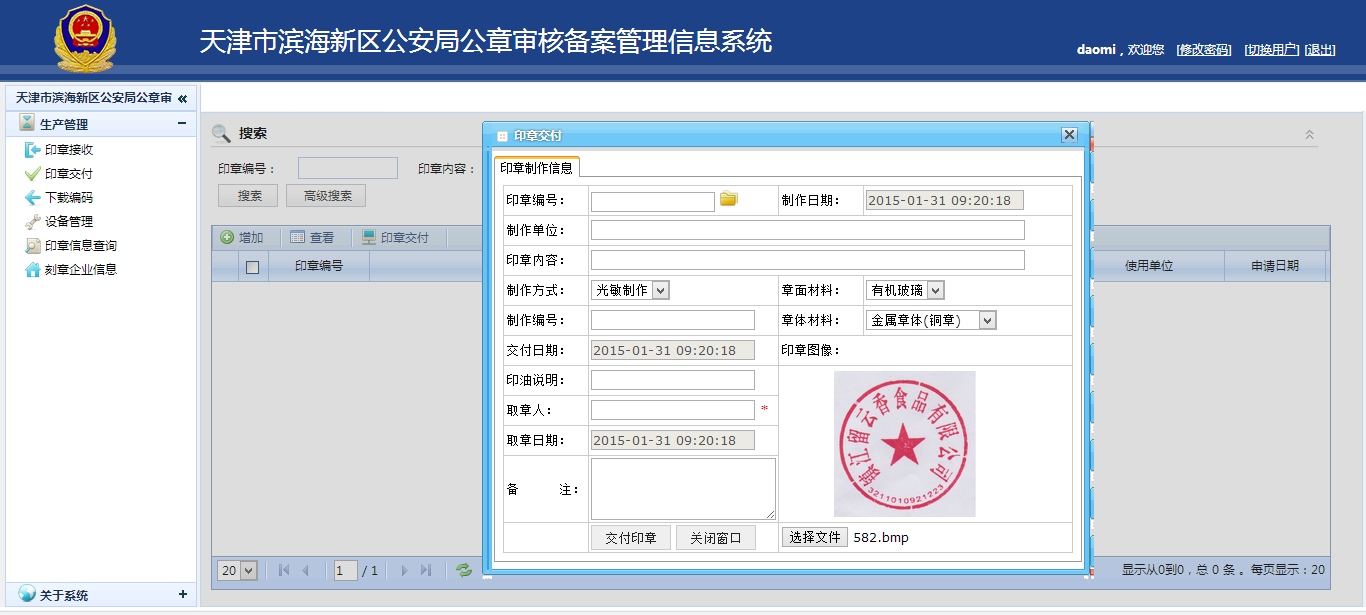 天津市滨海新区公安局公章审核备案管理信息系统
daomi，欢迎您 [修改密码] [切换用户] [退出]
天津市滨海新区公安局公章审 «
生产管理
印章接收
印章交付
下载编码
设备管理
印章信息查询
刻章企业信息
关于系统 +
搜索
印章编号： 印章内容：
搜索 高级搜索
增加 查看 印章交付
印章编号 使用单位 申请日期
20 1 / 1 显示从0到0，总 0 条 。每页显示：20
印章交付
印章制作信息
印章编号： 制作日期： 2015-01-31 09:20:18
制作单位：
印章内容：
制作方式： 光敏制作 章面材料： 有机玻璃
制作编号： 章体材料： 金属章体(铜章)
交付日期： 2015-01-31 09:20:18 印章图像：
印油说明：
取章人： *
取章日期： 2015-01-31 09:20:18
备 注：
镇江留云香食品有限公司
3211010921223
交付印章 关闭窗口 选择文件 582.bmp